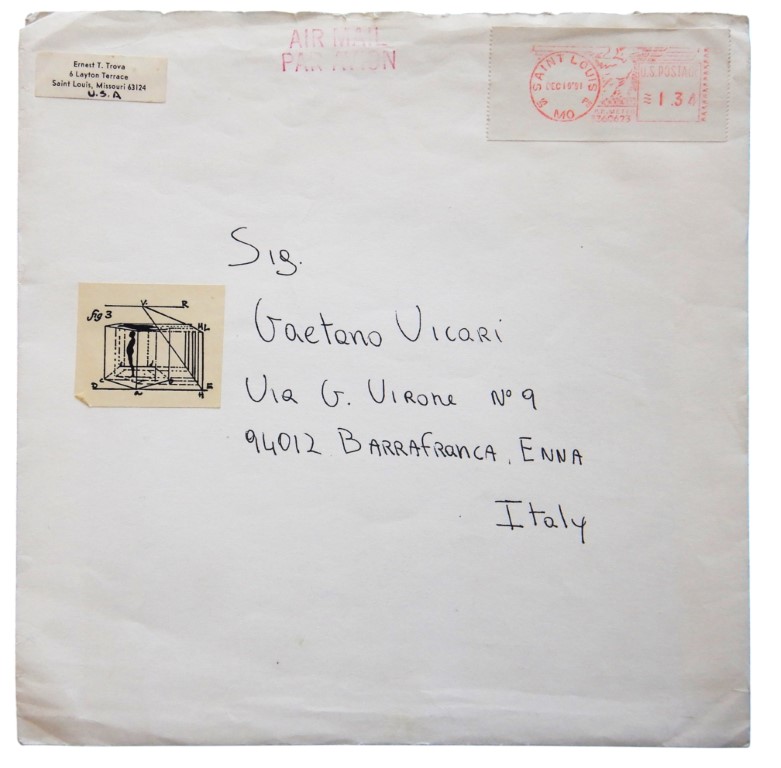 Ernest T. Trova
6 Layton Terrace
Saint Louis, Missouri 63124
U.S.A
AIR MAIL
PAR AVION
SAINT LOUIS
MO
U.S. POSTAGE
1.34
Sig.
Gaetano Vicari
Via G. Virone N° 9
94012 Barrafranca, Enna
Italy
fig 3
V. R.
HL
D C
a
H